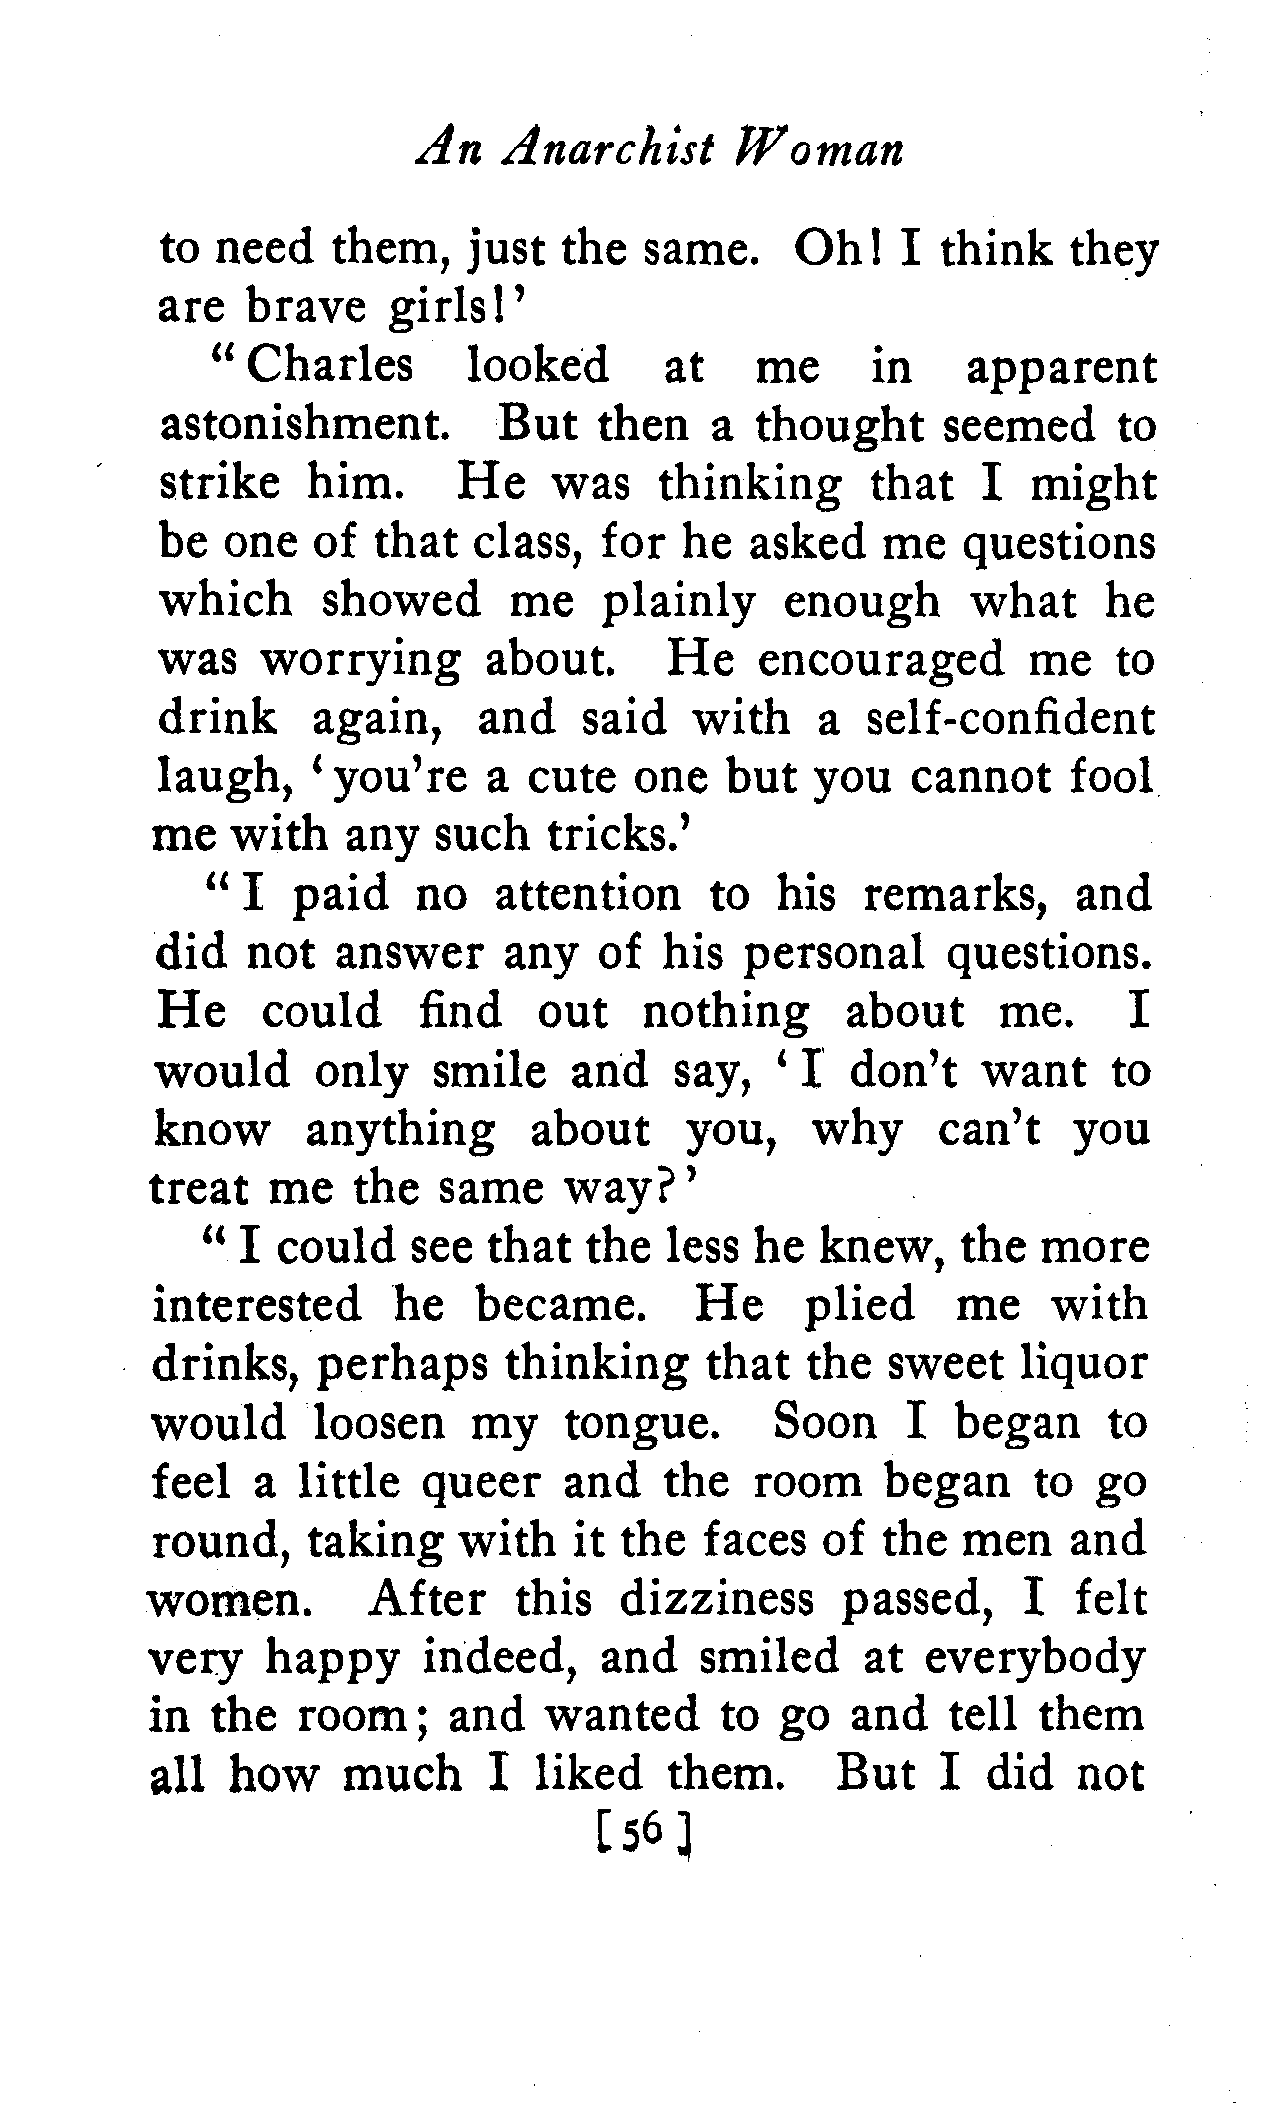 An Anarchist Woman
to need them, just the same. Oh! I think they
are brave girls!'
"Charles looked at me in apparent
astonishment. But then a thought seemed to
strike him. He was thinking that I might
be one of that class, for he asked me questions
which showed me plainly enough what he
was worrying about. He encouraged me to
drink again, and said with a self-confident
laugh, 'you're a cute one but you cannot fool
me with any such tricks.'
"I paid no attention to his remarks, and
did not answer any of his personal questions.
He could find out nothing about me. I
would only smile and say, 'I don't want to
know anything about you, why can't you
treat me the same way?'
"I could see that the less he knew, the more
interested he became. He plied me with
drinks, perhaps thinking that the sweet liquor
would loosen my tongue. Soon I began to
feel a little queer and the room began to go
round, taking with it the faces of the men and
women. After this dizziness passed, I felt
very happy indeed, and smiled at everybody
in the room; and wanted to go and tell them
all how much I liked them. But I did not
[56]